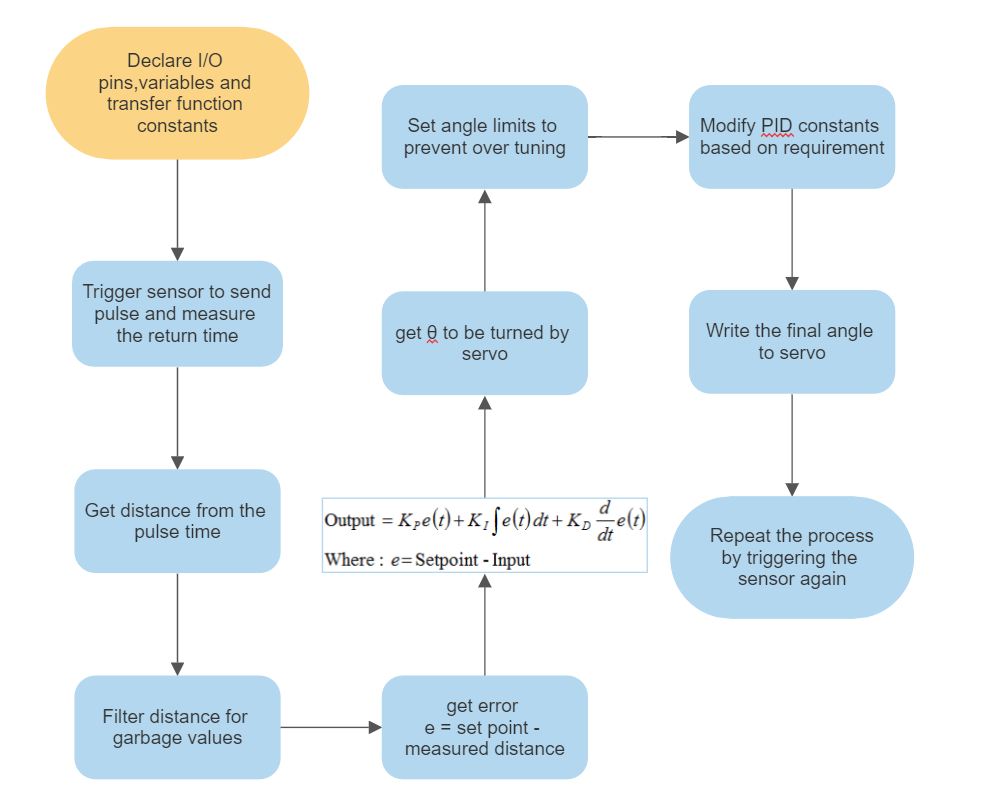 Declare I/O
pins,variables and
transfer function
constants
Trigger sensor to send
pulse and measure
the return time
Get distance from the
pulse time
Filter distance for
garbage values
get error
e = set point -
measured distance
Output = K_P e(t) + K_I ∫e(t) dt + K_D d/dt e(t)
Where : e= Setpoint - Input
get θ to be turned by
servo
Set angle limits to
prevent over tuning
Modify PID constants
based on requirement
Write the final angle
to servo
Repeat the process
by triggering the
sensor again